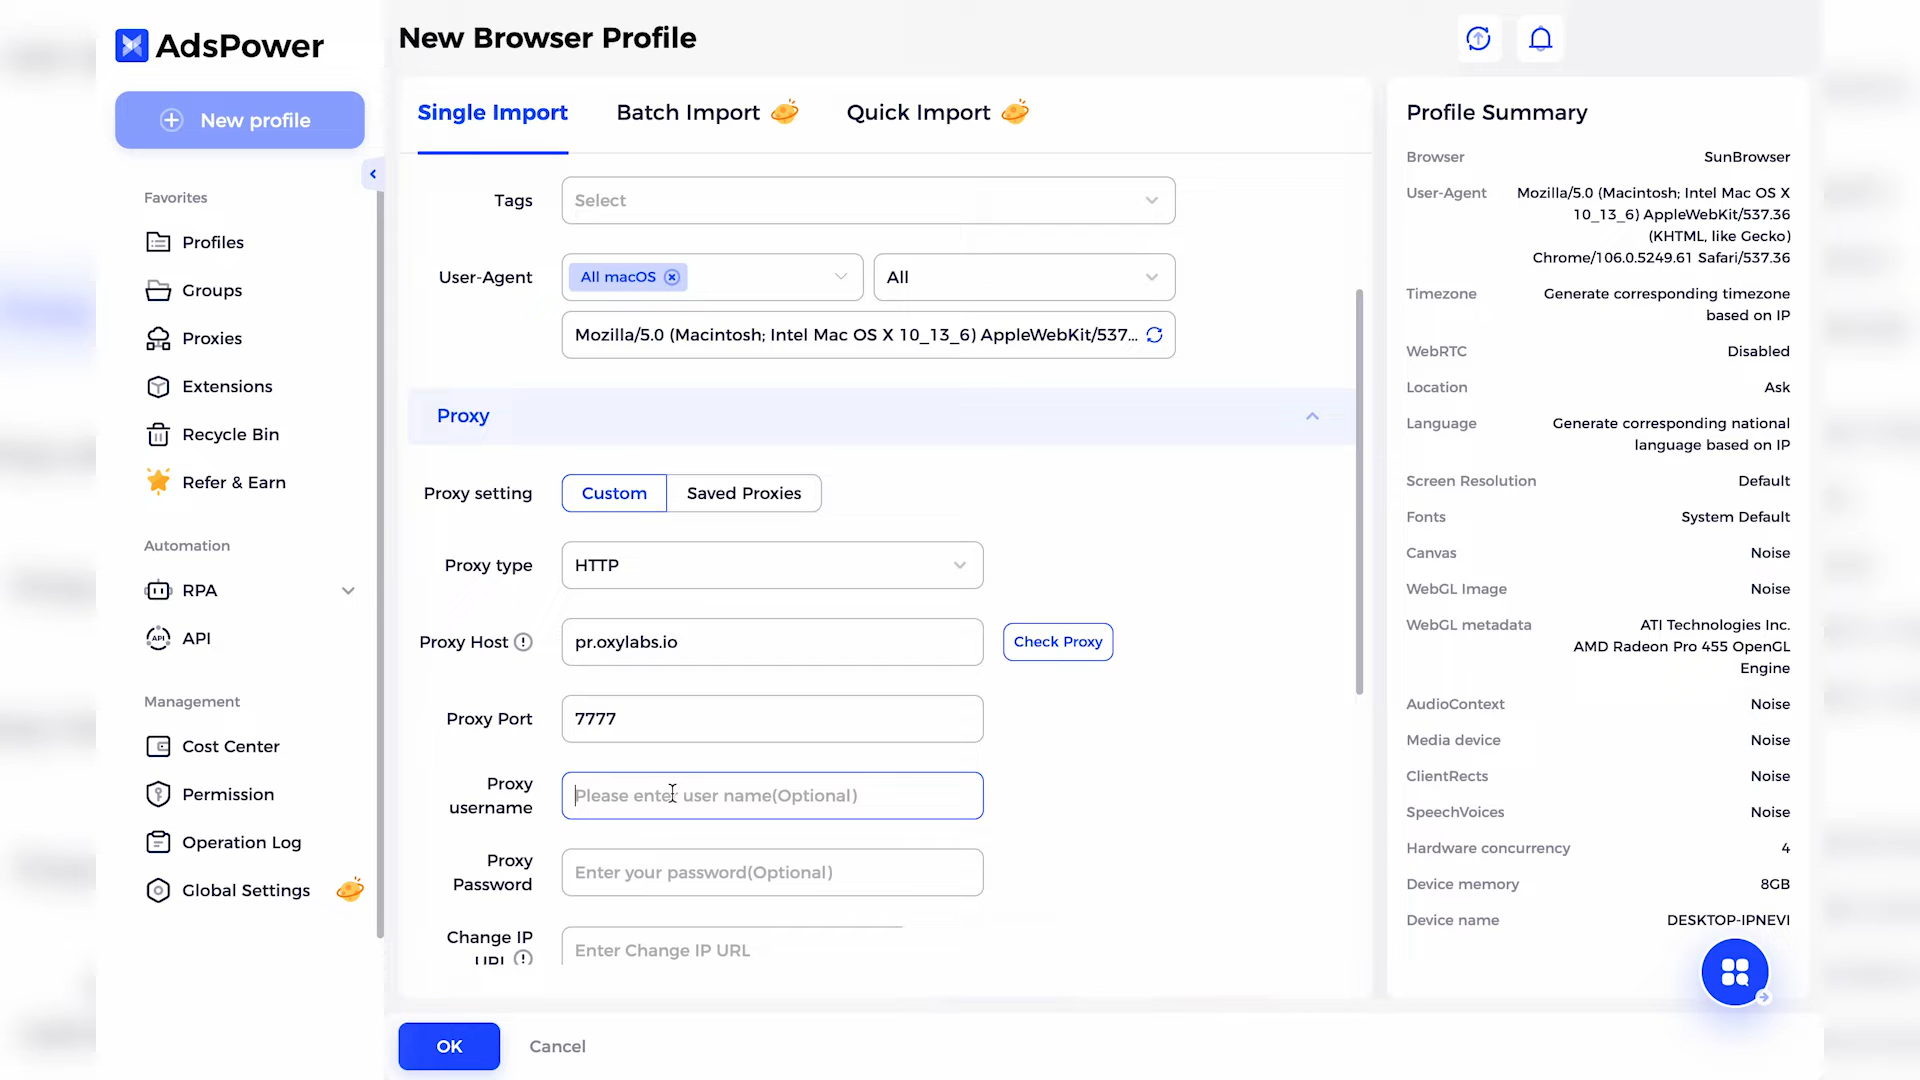 AdsPower
New Browser Profile
New profile
Favorites
Profiles
Groups
Proxies
Extensions
Recycle Bin
Refer & Earn
Automation
RPA
API
API
Management
Cost Center
Permission
Operation Log
Global Settings
Single Import
Batch Import
Quick Import
Tags
Select
User-Agent
All macOS
All
Mozilla/5.0 (Macintosh; Intel Mac OS X 10_13_6) AppleWebKit/537...
Proxy
Proxy setting
Custom
Saved Proxies
Proxy type
HTTP
Proxy Host
pr.oxylabs.io
Check Proxy
Proxy Port
7777
Proxy
username
Please enter user name(Optional)
Proxy
Password
Enter your password(Optional)
Change IP
URL
Enter Change IP URL
OK
Cancel
Profile Summary
Browser
SunBrowser
User-Agent
Mozilla/5.0 (Macintosh; Intel Mac OS X
10_13_6) AppleWebKit/537.36
(KHTML, like Gecko)
Chrome/106.0.5249.61 Safari/537.36
Timezone
Generate corresponding timezone
based on IP
WebRTC
Disabled
Location
Ask
Language
Generate corresponding national
language based on IP
Screen Resolution
Default
Fonts
System Default
Canvas
Noise
WebGL Image
Noise
WebGL metadata
ATI Technologies Inc.
AMD Radeon Pro 455 OpenGL
Engine
AudioContext
Noise
Media device
Noise
ClientRects
Noise
SpeechVoices
Noise
Hardware concurrency
4
Device memory
8GB
Device name
DESKTOP-IPNEVI